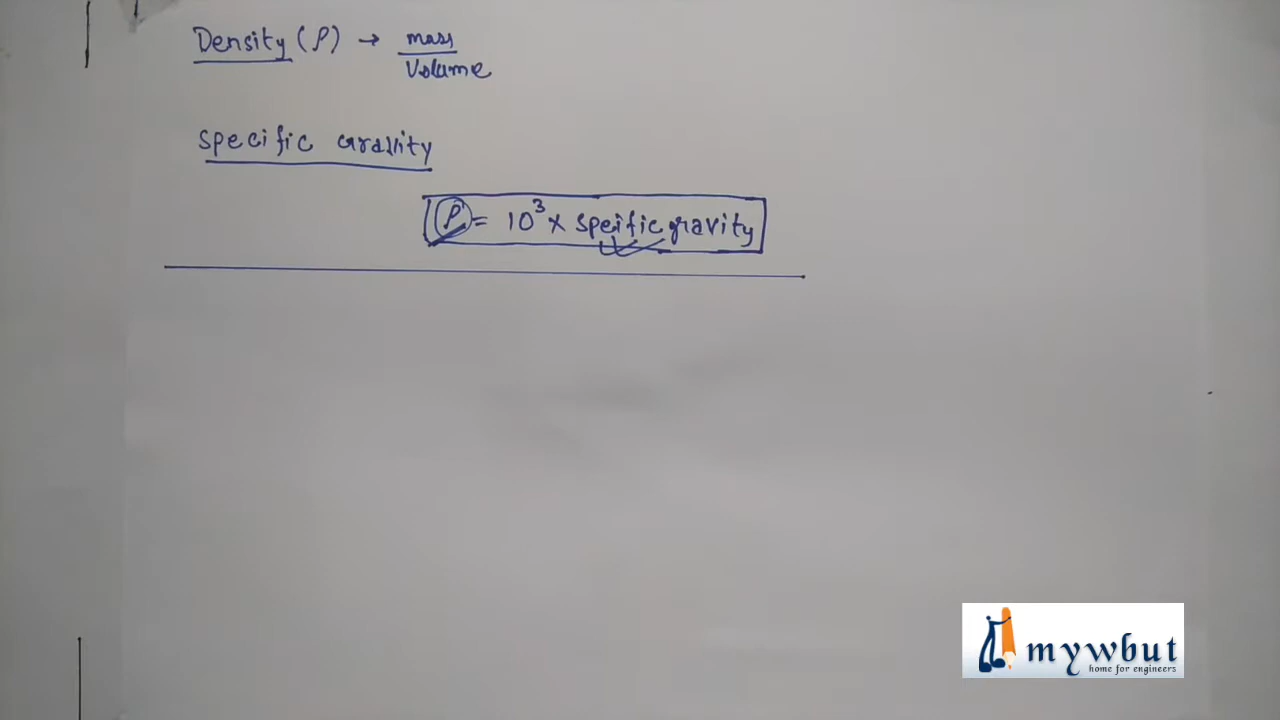 Density (ρ) → mass
Volume
Specific Gravity
ρ = 10³ × Speific gravity
mywbut
home for engineers